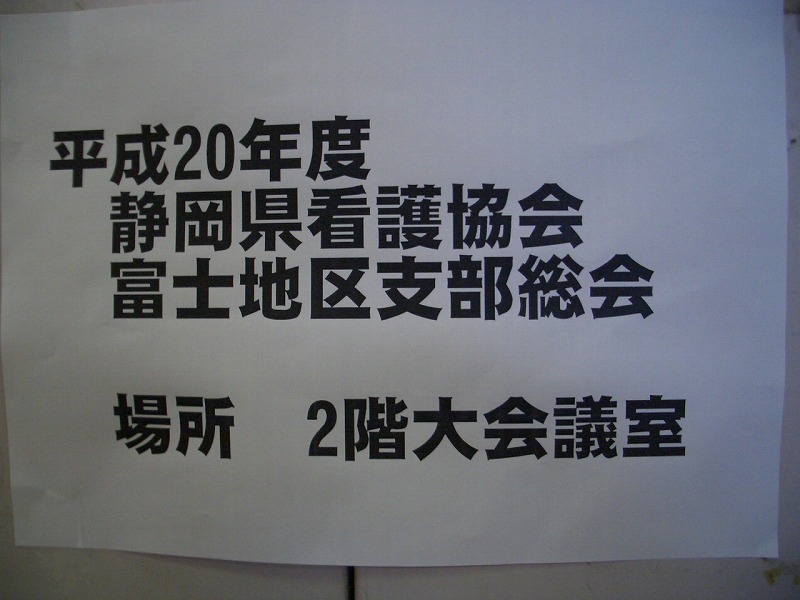 平成20年度
静岡県看護協会
富士地区支部総会
場所　2階大会議室